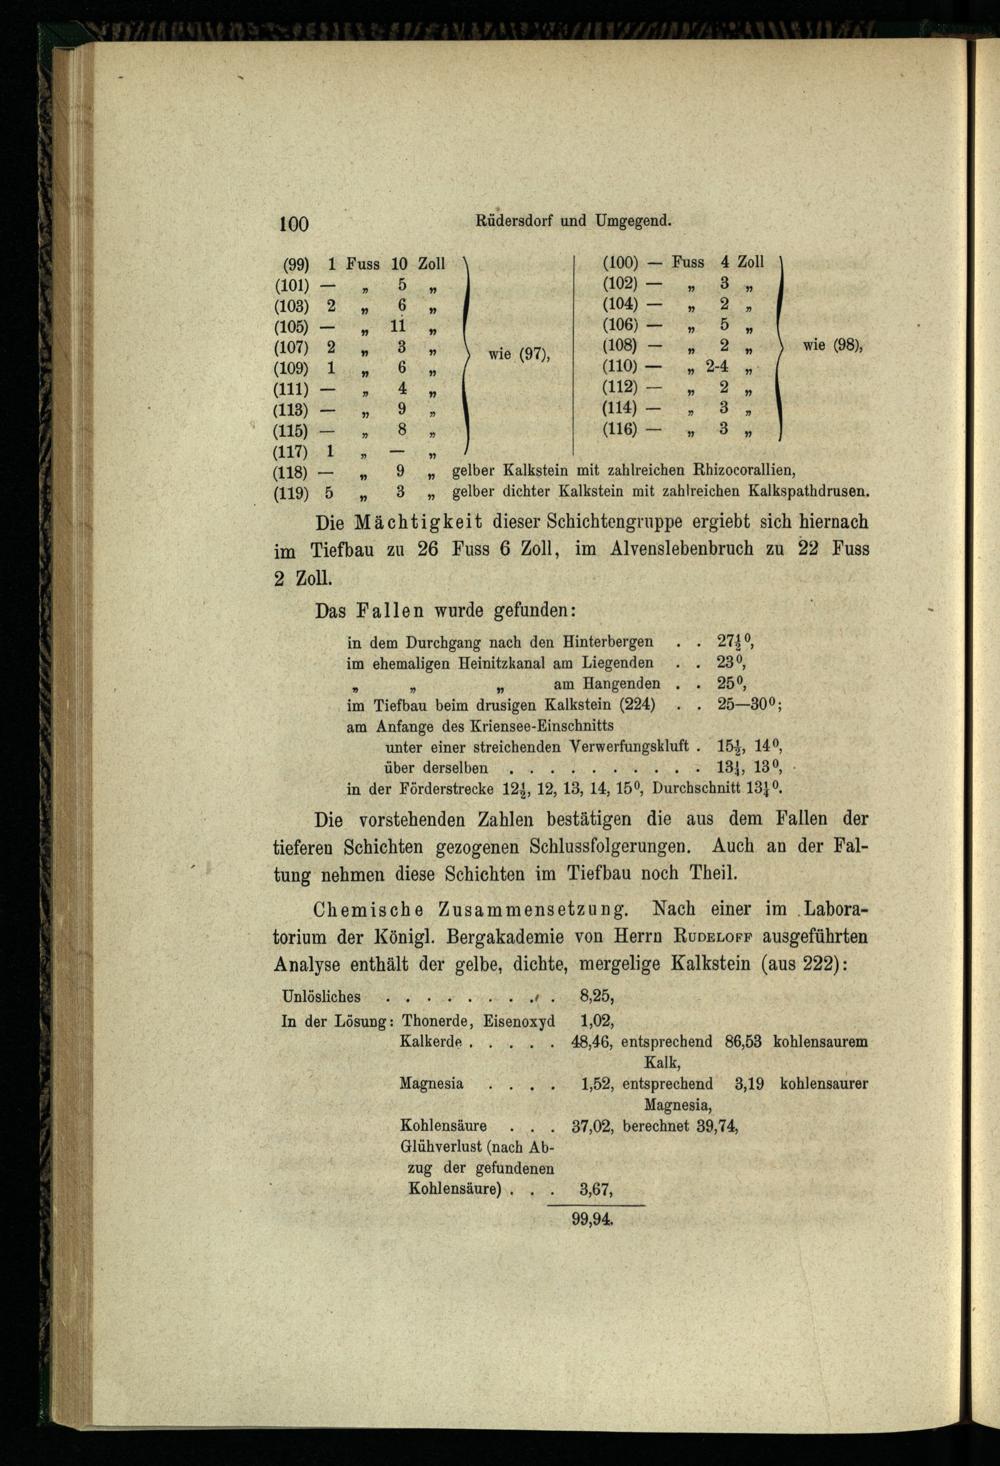 100 Rüdersdorf und Umgegend.
(99) 1 Fuss 10 Zoll
(101) — „ 5 „
(103) 2 „ 6 „
(105) — „ 11 „
(107) 2 „ 3 „
(109) 1 „ 6 „
(111) — „ 4 „
(113) — „ 9 „
(115) — „ 8 „
(117) 1 „ — „
wie (97),
(100) — Fuss 4 Zoll
(102) — „ 3 „
(104) — „ 2 „
(106) — „ 5 „
(108) — „ 2 „
(110) — „ 2-4 „
(112) — „ 2 „
(114) — „ 3 „
(116) — „ 3 „
wie (98),
(118) — „ 9 „ gelber Kalkstein mit zahlreichen Rhizocorallien,
(119) 5 „ 3 „ gelber dichter Kalkstein mit zahlreichen Kalkspathdrusen.
Die Mächtigkeit dieser Schichtengruppe ergiebt sich hiernach
im Tiefbau zu 26 Fuss 6 Zoll, im Alvenslebenbruch zu 22 Fuss
2 Zoll.
Das Fallen wurde gefunden:
in dem Durchgang nach den Hinterbergen . . 27½⁰,
im ehemaligen Heinitzkanal am Liegenden . . 23⁰,
„ „ „ am Hangenden . . 25⁰,
im Tiefbau beim drusigen Kalkstein (224) . . 25—30⁰;
am Anfange des Kriensee-Einschnitts
unter einer streichenden Verwerfungskluft . 15½, 14⁰,
über derselben . . . . . . . . . . 13¼, 13⁰,
in der Förderstrecke 12½, 12, 13, 14, 15⁰, Durchschnitt 13¼⁰.
Die vorstehenden Zahlen bestätigen die aus dem Fallen der
tieferen Schichten gezogenen Schlussfolgerungen. Auch an der Fal-
tung nehmen diese Schichten im Tiefbau noch Theil.
Chemische Zusammensetzung. Nach einer im Labora-
torium der Königl. Bergakademie von Herrn RUDELOFF ausgeführten
Analyse enthält der gelbe, dichte, mergelige Kalkstein (aus 222):
Unlösliches . . . . . . . . . 8,25,
In der Lösung: Thonerde, Eisenoxyd 1,02,
Kalkerde . . . . . 48,46, entsprechend 86,53 kohlensaurem
Kalk,
Magnesia . . . . 1,52, entsprechend 3,19 kohlensaurer
Magnesia,
Kohlensäure . . . 37,02, berechnet 39,74,
Glühverlust (nach Ab-
zug der gefundenen
Kohlensäure) . . . 3,67,
99,94.